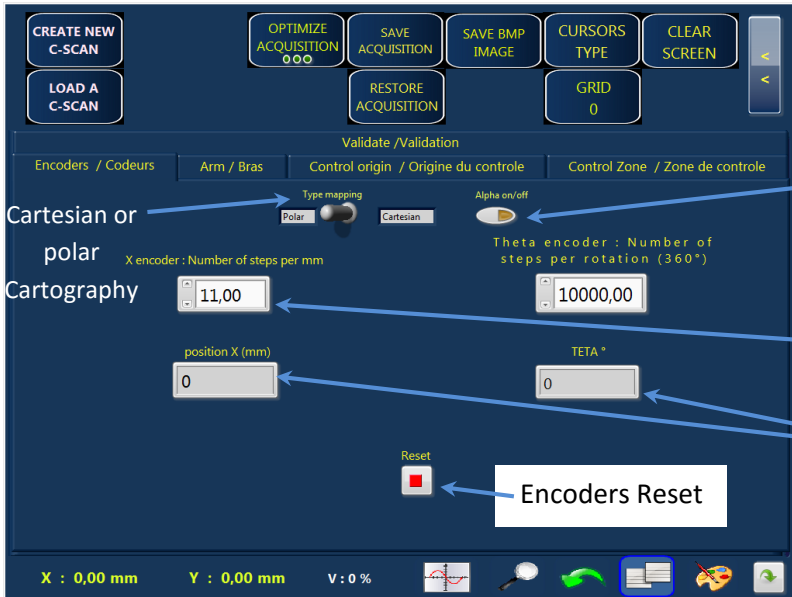 CREATE NEW
C-SCAN
OPTIMIZE
ACQUISITION
SAVE
ACQUISITION
SAVE BMP
IMAGE
CURSORS
TYPE
CLEAR
SCREEN
<
<
LOAD A
C-SCAN
RESTORE
ACQUISITION
GRID
0
Validate /Validation
Encoders / Codeurs
Arm / Bras
Control origin / Origine du controle
Control Zone / Zone de controle
Type mapping
Polar
Cartesian
Alpha on/off
Cartesian or
polar
Cartography
X encoder : Number of steps per mm
11,00
Theta encoder : Number of
steps per rotation (360°)
10000,00
position X (mm)
0
TETA °
0
Reset
Encoders Reset
X : 0,00 mm
Y : 0,00 mm
V : 0 %